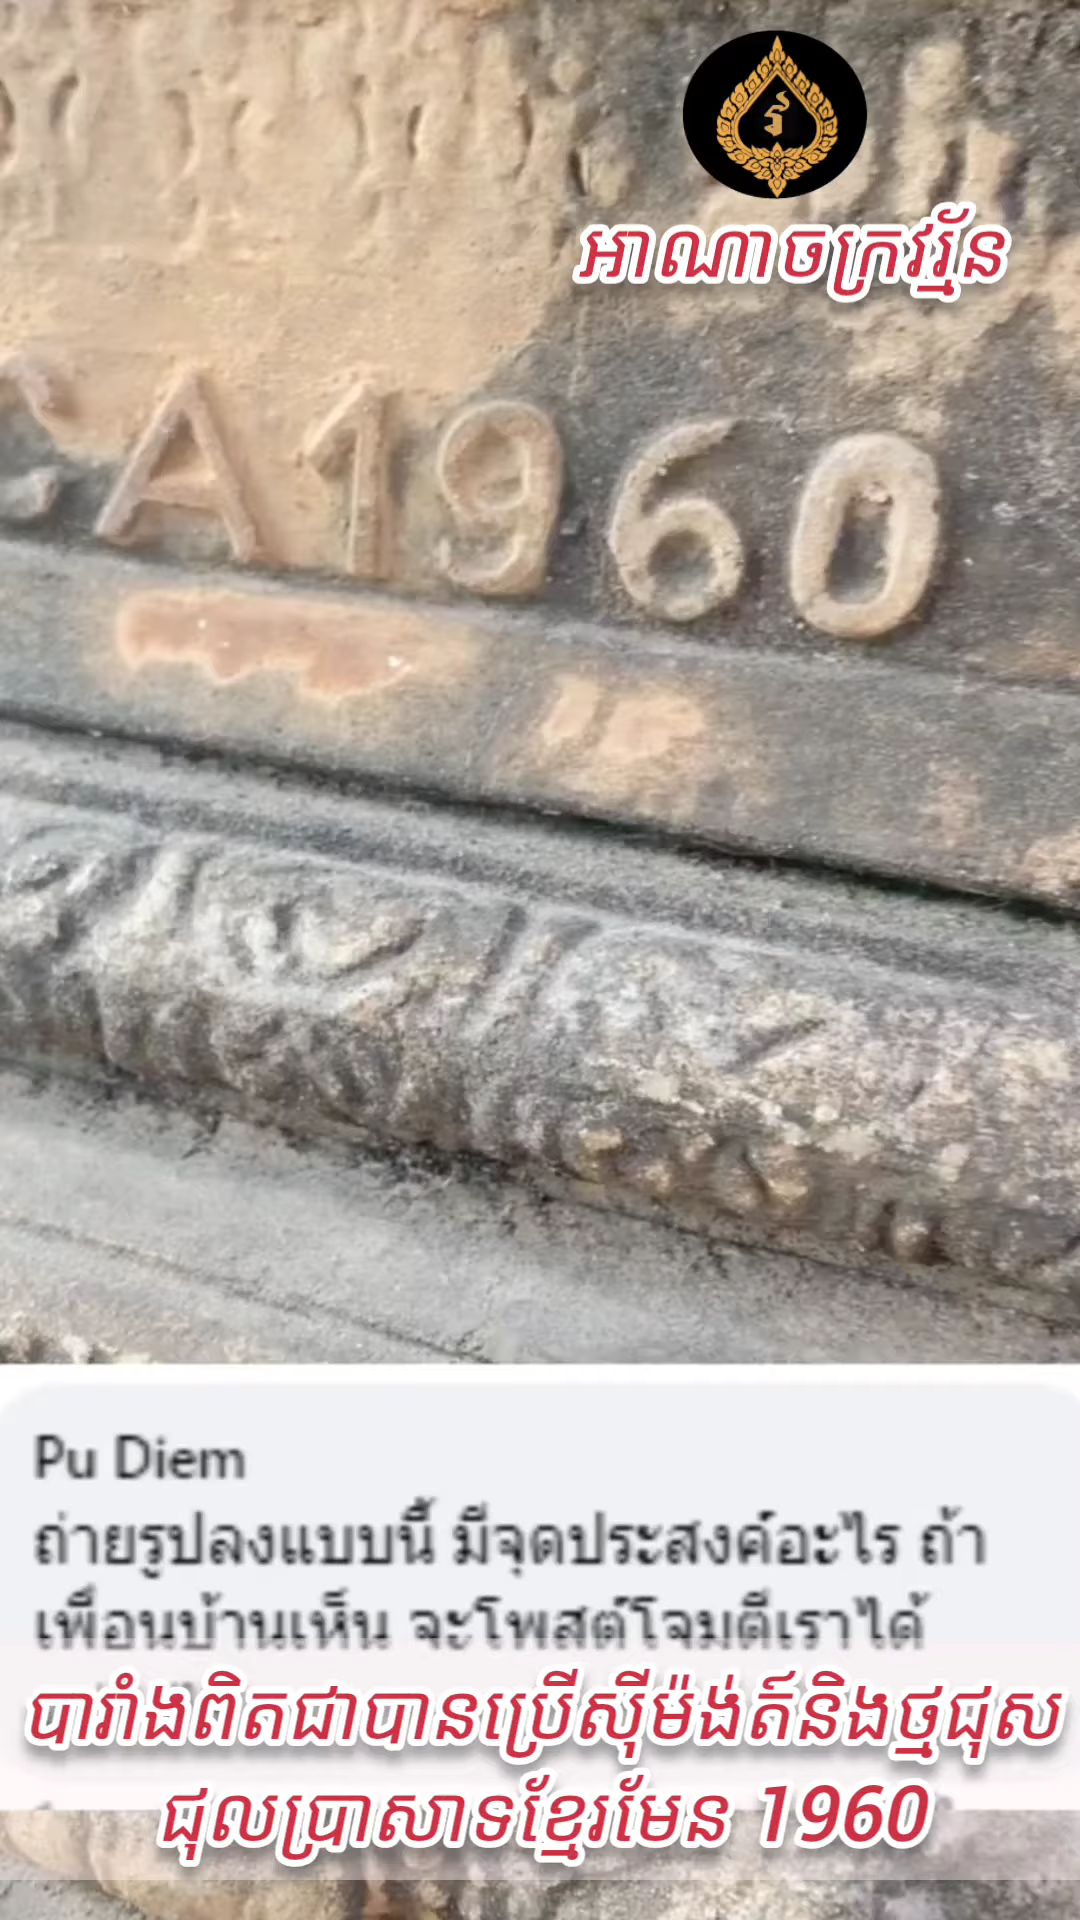 អាណាចក្រវរ្ម័ន
CA1960
Pu Diem
ถ่ายรูปลงแบบนี้ มีจุดประสงค์อะไร ถ้า
เพื่อนบ้านเห็น จะโพสต์โจมตีเราได้
បារាំងពិតជាបានប្រើស៊ីម៉ង់ត៍និងថ្មជុស
ជុលប្រាសាទខ្មែរមែន 1960